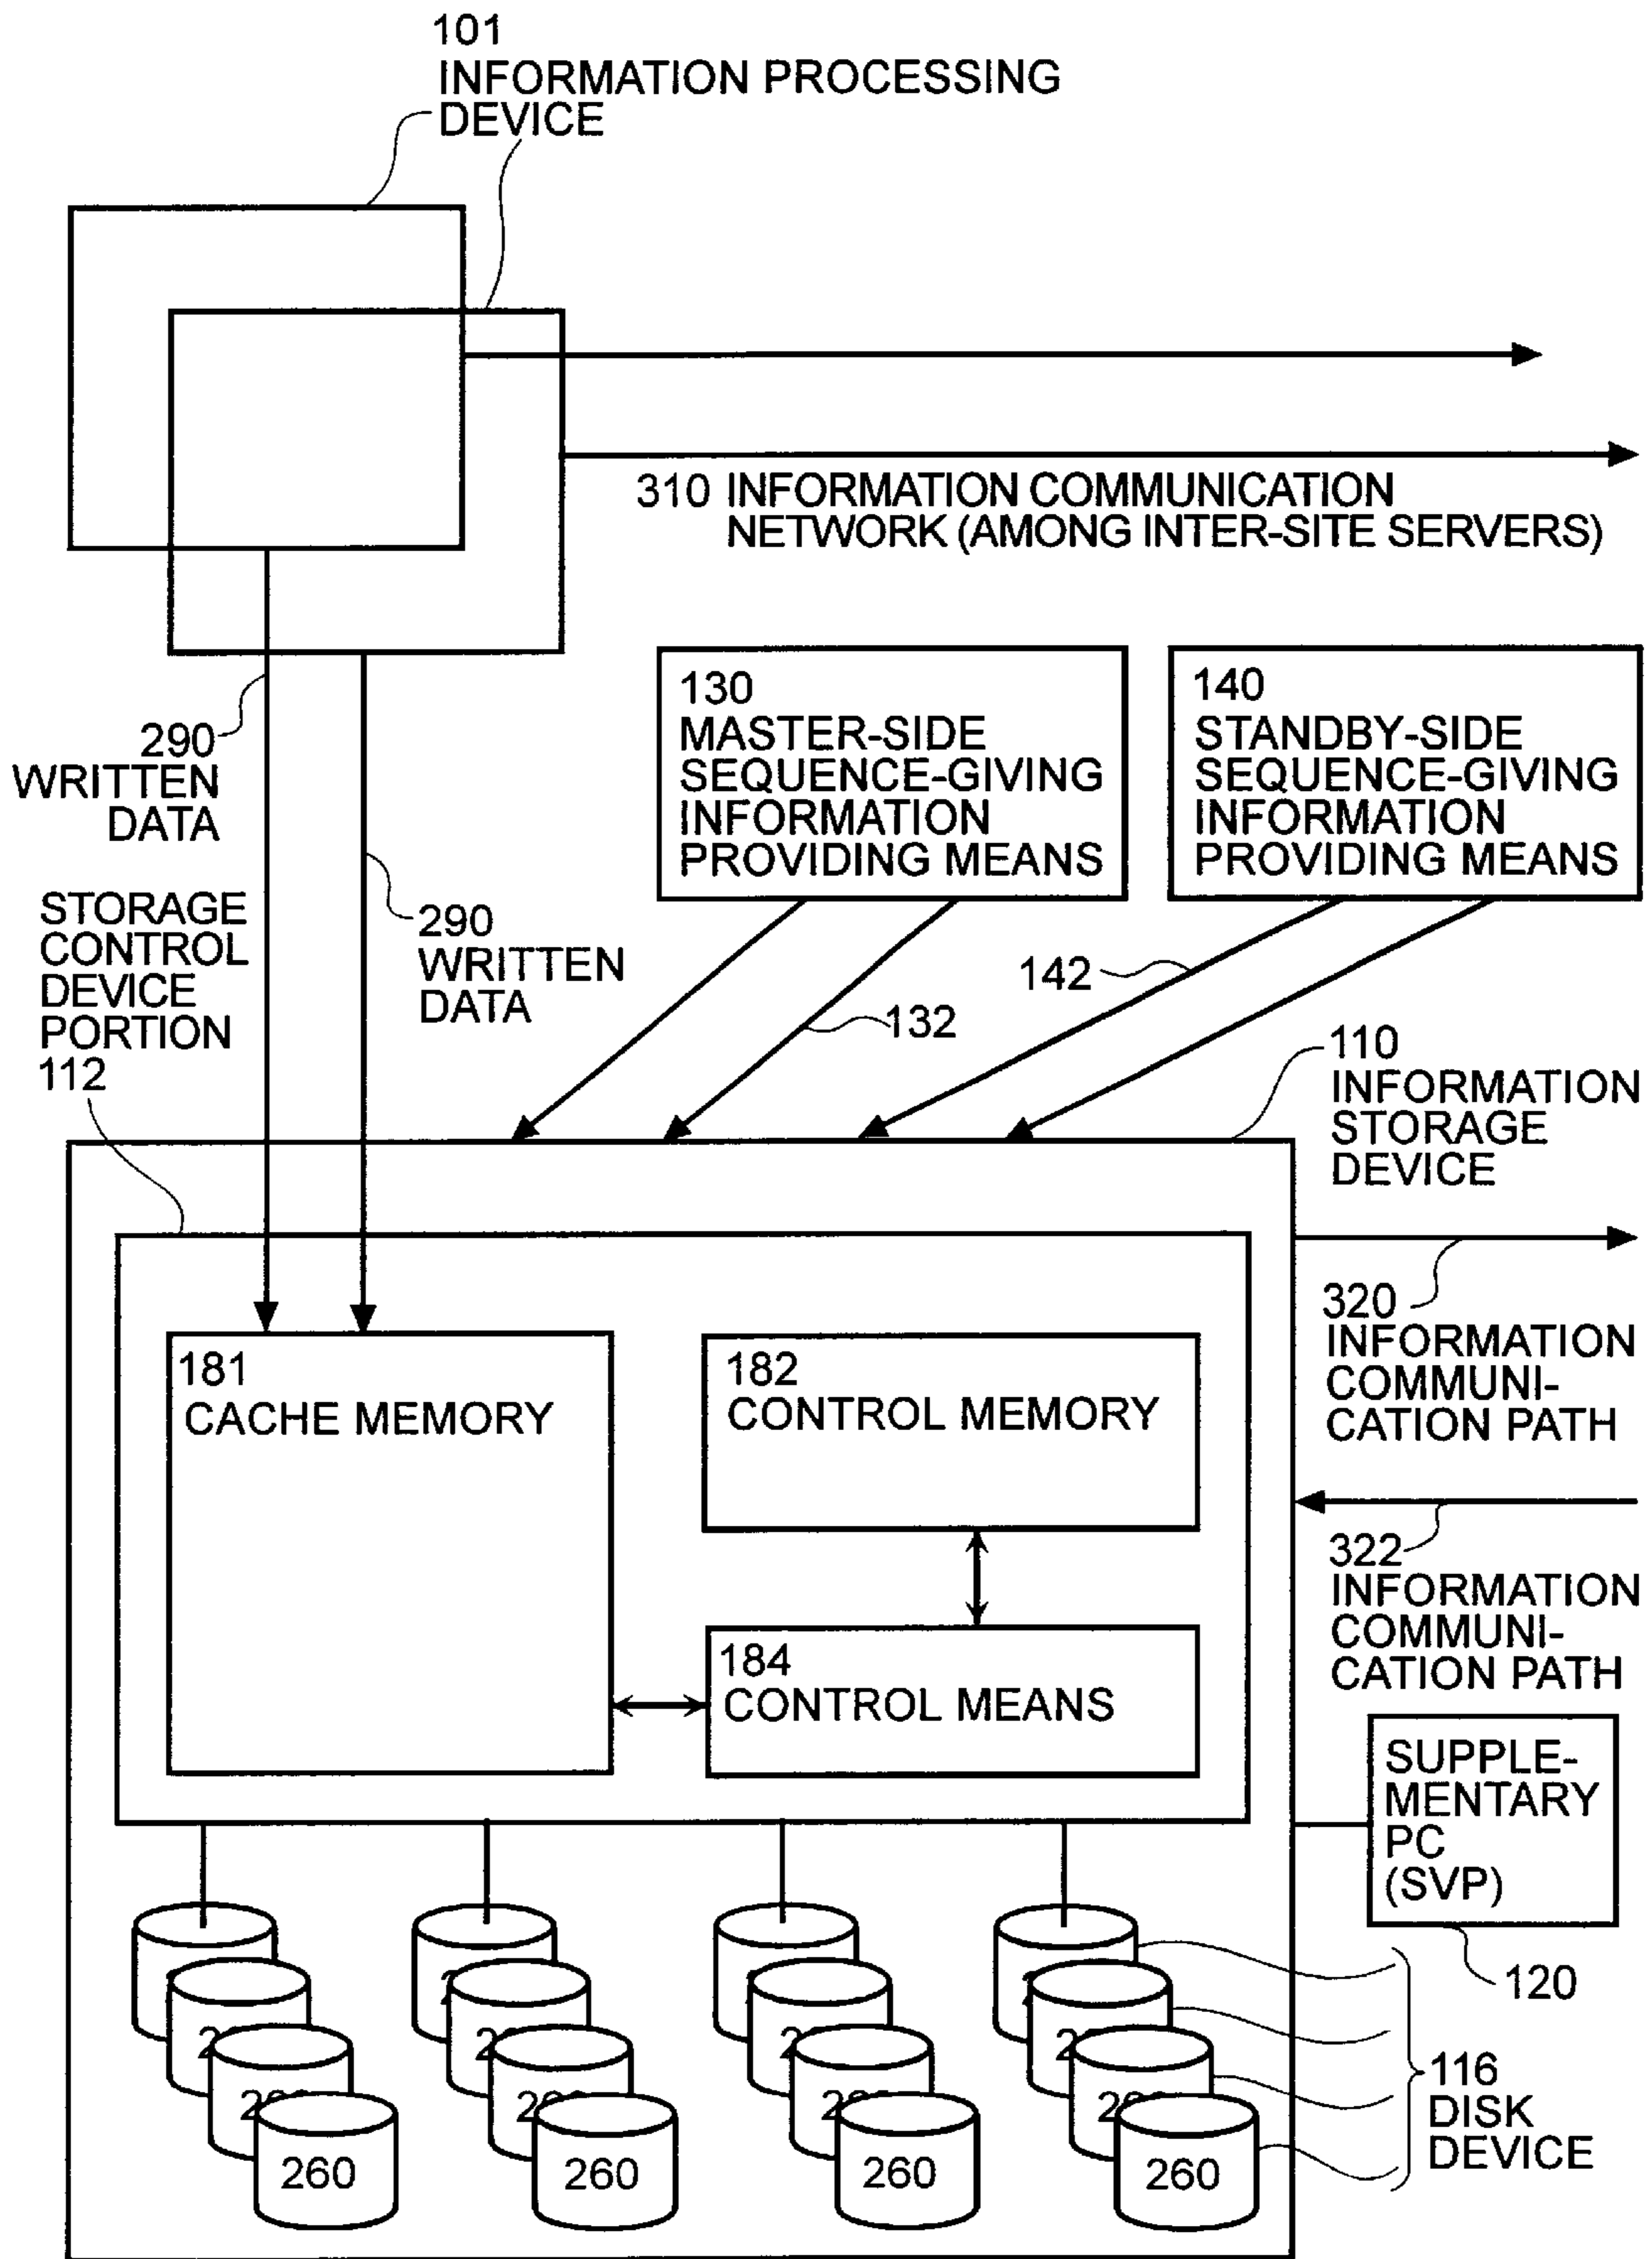 101
INFORMATION PROCESSING
DEVICE
310 INFORMATION COMMUNICATION
NETWORK (AMONG INTER-SITE SERVERS)
130
MASTER-SIDE
SEQUENCE-GIVING
INFORMATION
PROVIDING MEANS
140
STANDBY-SIDE
SEQUENCE-GIVING
INFORMATION
PROVIDING MEANS
290
WRITTEN
DATA
STORAGE
CONTROL
DEVICE
PORTION
112
290
WRITTEN
DATA
142
132
110
INFORMATION
STORAGE
DEVICE
320
INFORMATION
COMMUNI-
CATION PATH
181
CACHE MEMORY
182
CONTROL MEMORY
322
INFORMATION
COMMUNI-
CATION PATH
184
CONTROL MEANS
SUPPLE-
MENTARY
PC
(SVP)
120
116
DISK
DEVICE
260
260
260
260